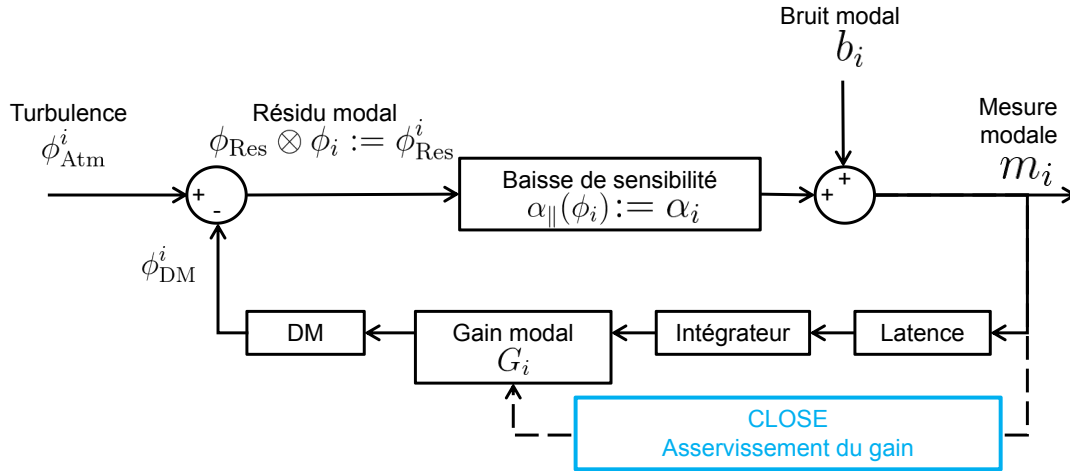 Bruit modal
b_i
Turbulence
ϕ^i_Atm
Résidu modal
ϕ_Res ⊗ ϕ_i := ϕ^i_Res
Mesure
modale
m_i
+
-
Baisse de sensibilité
α_∥(ϕ_i) := α_i
+
+
ϕ^i_DM
DM
Gain modal
G_i
Intégrateur
Latence
CLOSE
Asservissement du gain